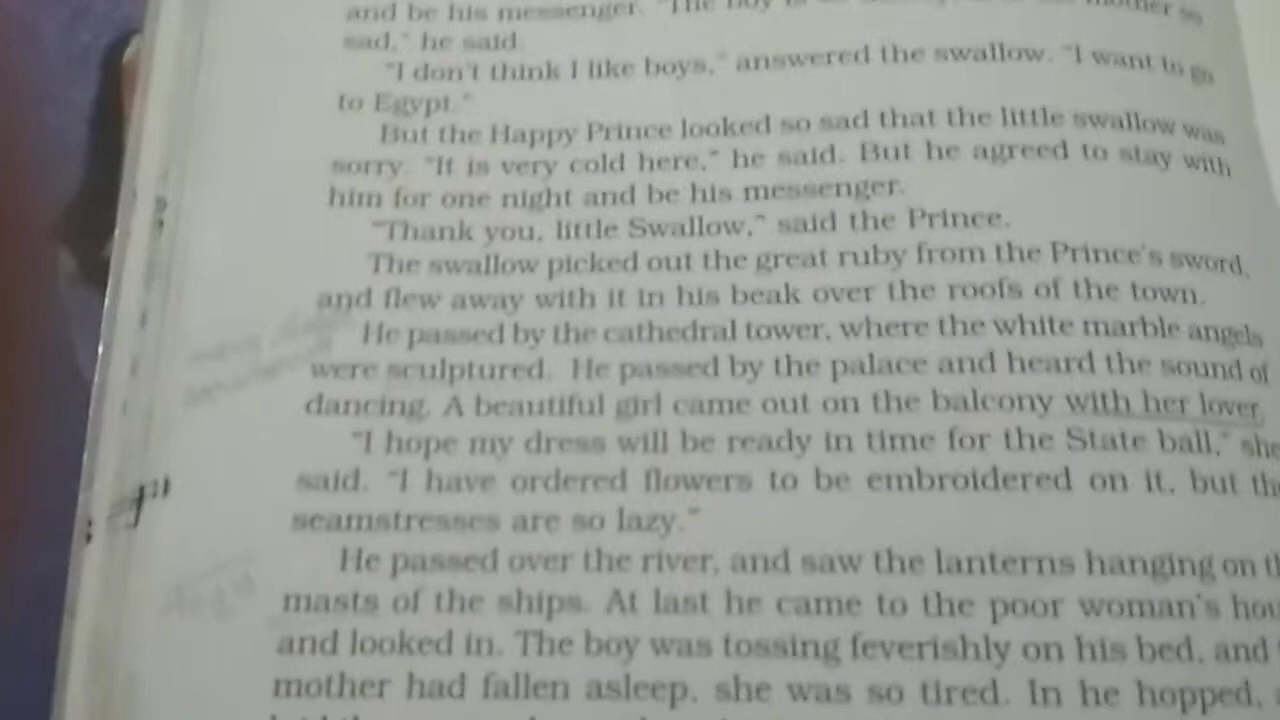 and be his messenger. "The boy is mother so
sad," he said.
"I don't think I like boys," answered the swallow. "I want to go
to Egypt."
But the Happy Prince looked so sad that the little swallow was
sorry. "It is very cold here," he said. But he agreed to stay with
him for one night and be his messenger.
"Thank you, little Swallow," said the Prince.
The swallow picked out the great ruby from the Prince's sword,
and flew away with it in his beak over the roofs of the town.
He passed by the cathedral tower, where the white marble angels
were sculptured. He passed by the palace and heard the sound of
dancing. A beautiful girl came out on the balcony with her lover.
"I hope my dress will be ready in time for the State ball," she
said. "I have ordered flowers to be embroidered on it, but the
seamstresses are so lazy."
He passed over the river, and saw the lanterns hanging on th
masts of the ships. At last he came to the poor woman's hou
and looked in. The boy was tossing feverishly on his bed, and
mother had fallen asleep, she was so tired. In he hopped,